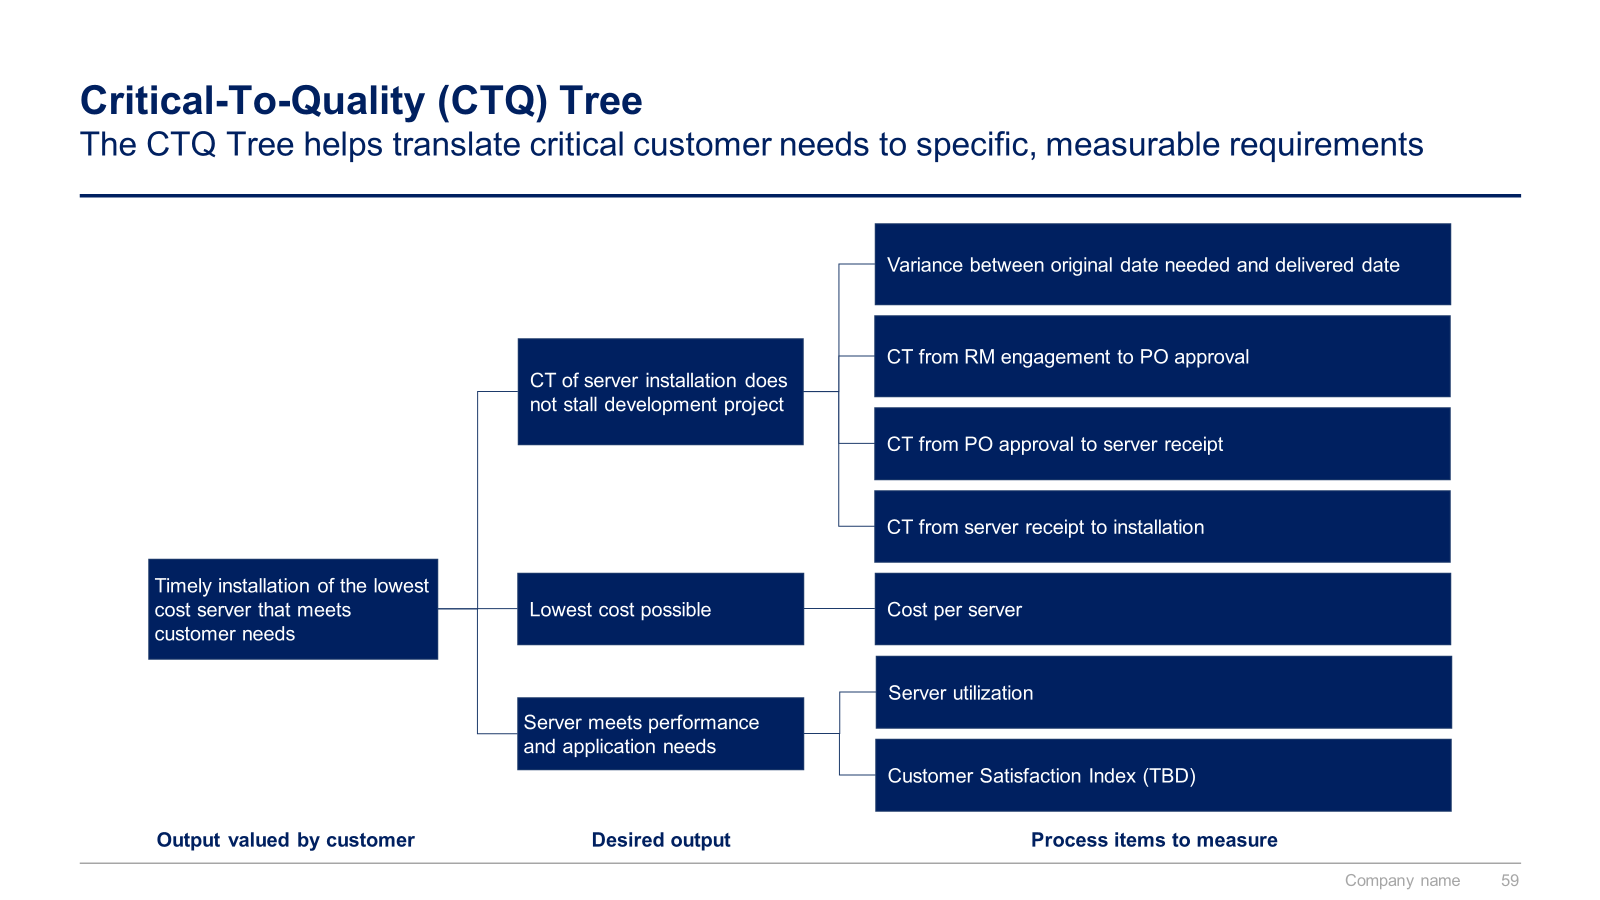 Critical-To-Quality (CTQ) Tree
The CTQ Tree helps translate critical customer needs to specific, measurable requirements
Timely installation of the lowest
cost server that meets
customer needs
CT of server installation does
not stall development project
Lowest cost possible
Server meets performance
and application needs
Variance between original date needed and delivered date
CT from RM engagement to PO approval
CT from PO approval to server receipt
CT from server receipt to installation
Cost per server
Server utilization
Customer Satisfaction Index (TBD)
Output valued by customer
Desired output
Process items to measure
Company name 59